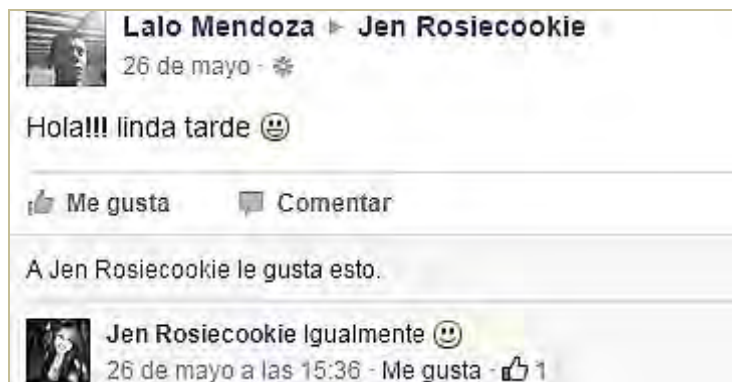 Lalo Mendoza ▸ Jen Rosiecookie
26 de mayo ·
Hola!!! linda tarde 😃
Me gusta Comentar
A Jen Rosiecookie le gusta esto.
Jen Rosiecookie Igualmente 🙂
26 de mayo a las 15:36 · Me gusta · 👍 1